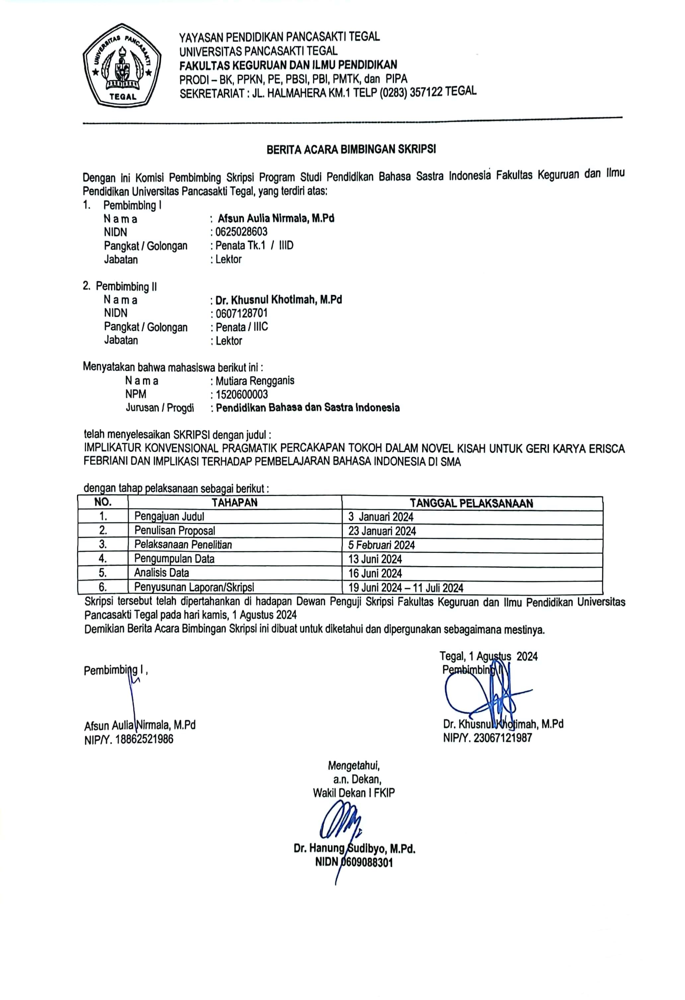 UNIVERSITAS PANCASAKTI
TEGAL
YAYASAN PENDIDIKAN PANCASAKTI TEGAL
UNIVERSITAS PANCASAKTI TEGAL
FAKULTAS KEGURUAN DAN ILMU PENDIDIKAN
PRODI – BK, PPKN, PE, PBSI, PBI, PMTK, dan PIPA
SEKRETARIAT : JL. HALMAHERA KM.1 TELP (0283) 357122 TEGAL
BERITA ACARA BIMBINGAN SKRIPSI
Dengan ini Komisi Pembimbing Skripsi Program Studi Pendidikan Bahasa Sastra Indonesia Fakultas Keguruan dan Ilmu
Pendidikan Universitas Pancasakti Tegal, yang terdiri atas:
1. Pembimbing I
N a m a : Afsun Aulia Nirmala, M.Pd
NIDN : 0625028603
Pangkat / Golongan : Penata Tk.1 / IIID
Jabatan : Lektor
2. Pembimbing II
N a m a : Dr. Khusnul Khotimah, M.Pd
NIDN : 0607128701
Pangkat / Golongan : Penata / IIIC
Jabatan : Lektor
Menyatakan bahwa mahasiswa berikut ini :
N a m a : Mutiara Rengganis
NPM : 1520600003
Jurusan / Progdi : Pendidikan Bahasa dan Sastra Indonesia
telah menyelesaikan SKRIPSI dengan judul :
IMPLIKATUR KONVENSIONAL PRAGMATIK PERCAKAPAN TOKOH DALAM NOVEL KISAH UNTUK GERI KARYA ERISCA
FEBRIANI DAN IMPLIKASI TERHADAP PEMBELAJARAN BAHASA INDONESIA DI SMA
dengan tahap pelaksanaan sebagai berikut :
NO. TAHAPAN TANGGAL PELAKSANAAN
1. Pengajuan Judul 3 Januari 2024
2. Penulisan Proposal 23 Januari 2024
3. Pelaksanaan Penelitian 5 Februari 2024
4. Pengumpulan Data 13 Juni 2024
5. Analisis Data 16 Juni 2024
6. Penyusunan Laporan/Skripsi 19 Juni 2024 – 11 Juli 2024
Skripsi tersebut telah dipertahankan di hadapan Dewan Penguji Skripsi Fakultas Keguruan dan Ilmu Pendidikan Universitas
Pancasakti Tegal pada hari kamis, 1 Agustus 2024
Demikian Berita Acara Bimbingan Skripsi ini dibuat untuk diketahui dan dipergunakan sebagaimana mestinya.
Tegal, 1 Agustus 2024
Pembimbing I , Pembimbing II
Afsun Aulia Nirmala, M.Pd Dr. Khusnul Khotimah, M.Pd
NIP/Y. 18862521986 NIP/Y. 23067121987
Mengetahui,
a.n. Dekan,
Wakil Dekan I FKIP
Dr. Hanung Sudibyo, M.Pd.
NIDN 0609088301